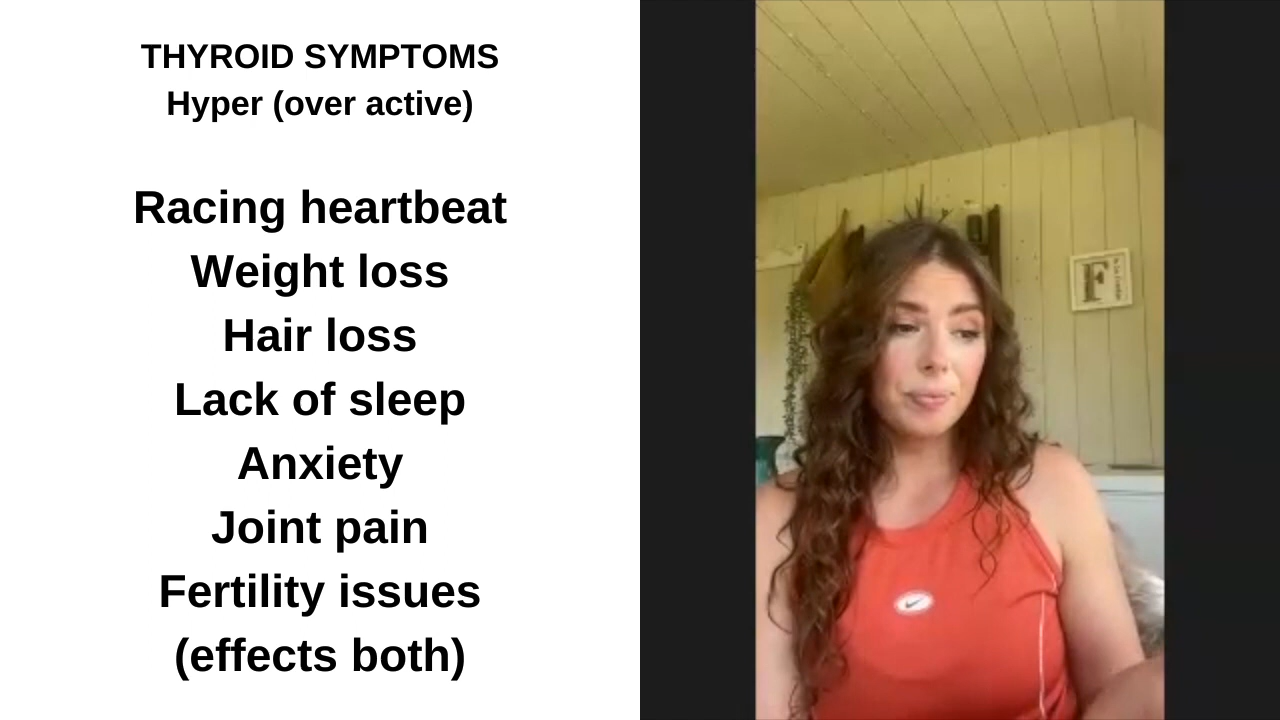 THYROID SYMPTOMS
Hyper (over active)
Racing heartbeat
Weight loss
Hair loss
Lack of sleep
Anxiety
Joint pain
Fertility issues
(effects both)
F